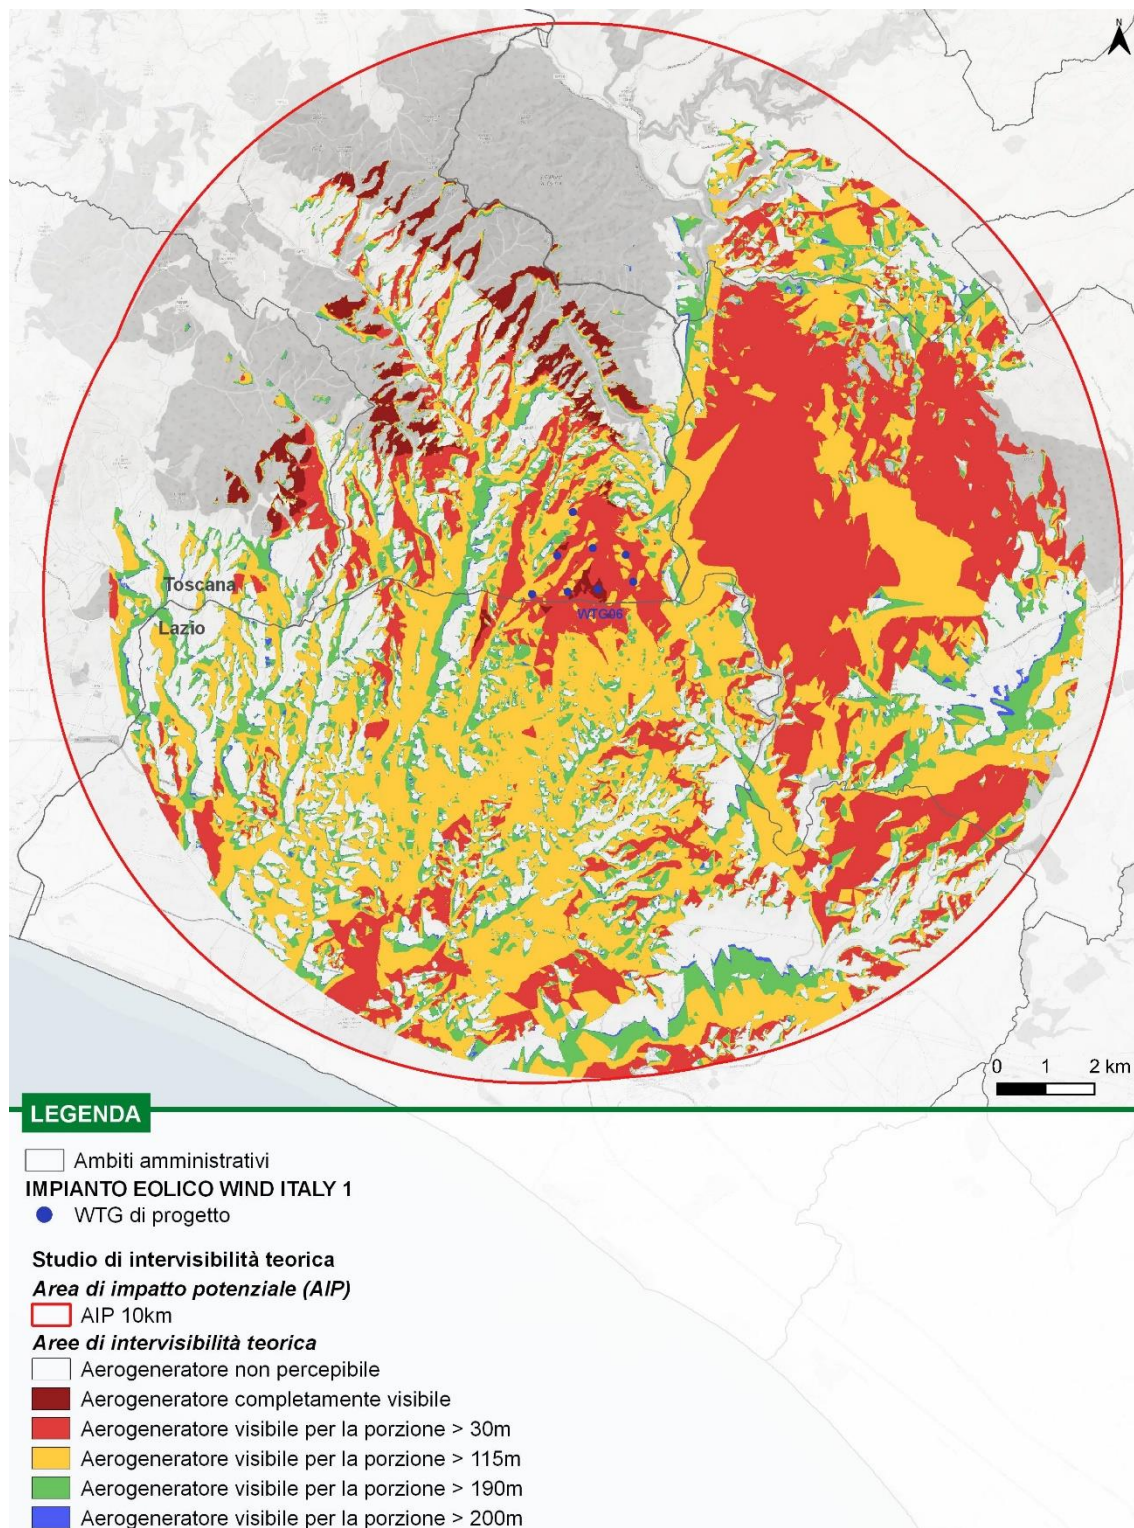 N
Toscana
Lazio
WTG06
0 1 2 km
LEGENDA
Ambiti amministrativi
IMPIANTO EOLICO WIND ITALY 1
WTG di progetto
Studio di intervisibilità teorica
Area di impatto potenziale (AIP)
AIP 10km
Aree di intervisibilità teorica
Aerogeneratore non percepibile
Aerogeneratore completamente visibile
Aerogeneratore visibile per la porzione > 30m
Aerogeneratore visibile per la porzione > 115m
Aerogeneratore visibile per la porzione > 190m
Aerogeneratore visibile per la porzione > 200m